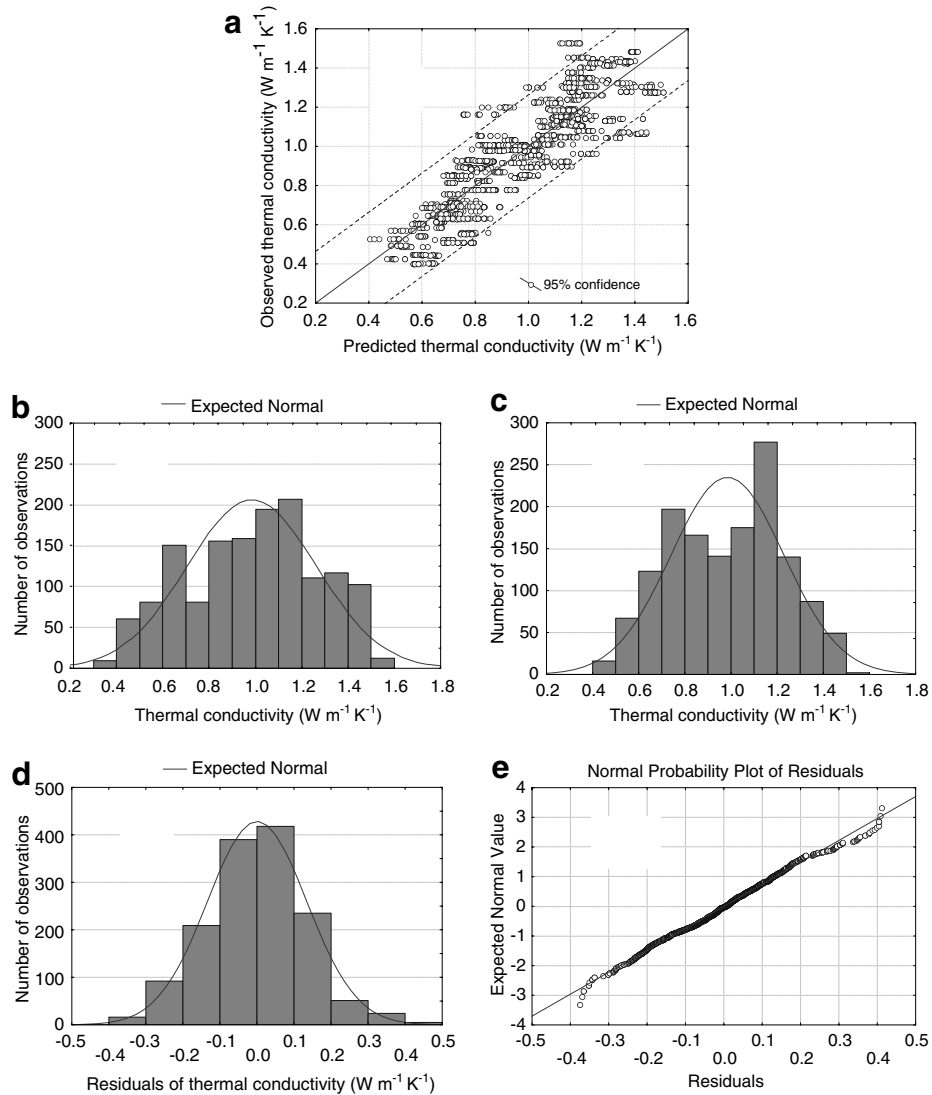 a
Observed thermal conductivity (W m⁻¹ K⁻¹)
1.6
1.4
1.2
1.0
0.8
0.6
0.4
0.2
95% confidence
0.2 0.4 0.6 0.8 1.0 1.2 1.4 1.6
Predicted thermal conductivity (W m⁻¹ K⁻¹)
b
Expected Normal
Number of observations
300
250
200
150
100
50
0
0.2 0.4 0.6 0.8 1.0 1.2 1.4 1.6 1.8
Thermal conductivity (W m⁻¹ K⁻¹)
c
Expected Normal
Number of observations
300
250
200
150
100
50
0
0.2 0.4 0.6 0.8 1.0 1.2 1.4 1.6 1.8
Thermal conductivity (W m⁻¹ K⁻¹)
d
Expected Normal
Number of observations
500
400
300
200
100
0
-0.5 -0.3 -0.1 0.1 0.3 0.5
-0.4 -0.2 0.0 0.2 0.4
Residuals of thermal conductivity (W m⁻¹ K⁻¹)
e
Normal Probability Plot of Residuals
Expected Normal Value
4
3
2
1
0
-1
-2
-3
-4
-0.5 -0.3 -0.1 0.1 0.3 0.5
-0.4 -0.2 0.0 0.2 0.4
Residuals